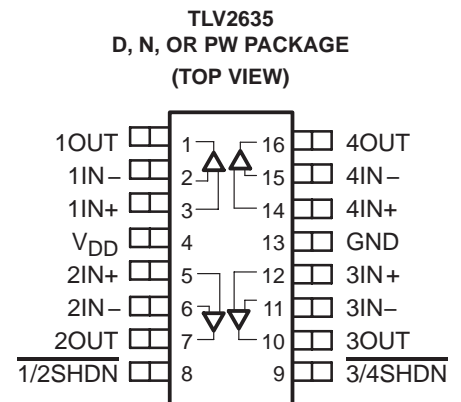 TLV2635
D, N, OR PW PACKAGE
(TOP VIEW)
1OUT 1 16 4OUT
1IN− 2 15 4IN−
1IN+ 3 14 4IN+
VDD 4 13 GND
2IN+ 5 12 3IN+
2IN− 6 11 3IN−
2OUT 7 10 3OUT
1/2SHDN 8 9 3/4SHDN